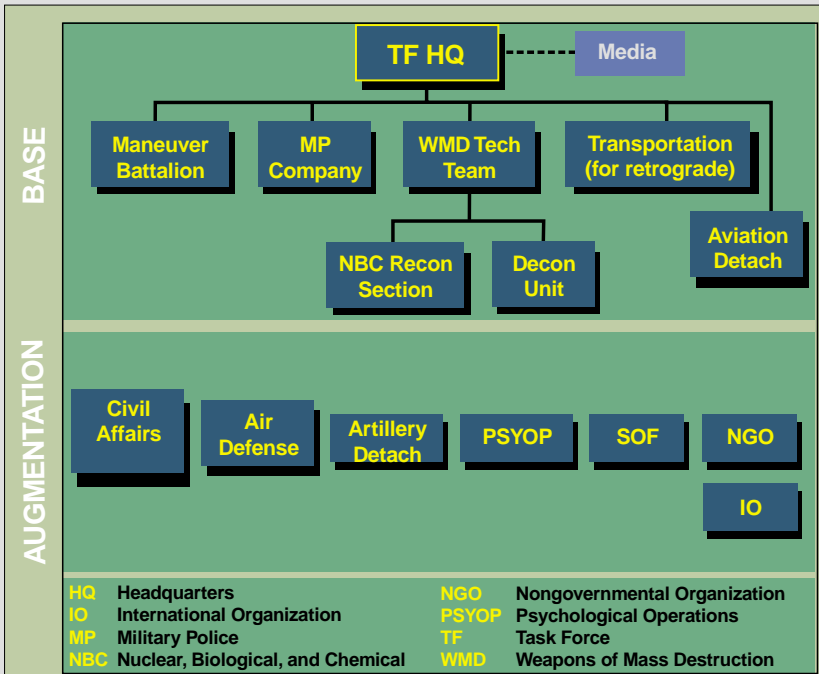 BASE
TF HQ
Media
Maneuver
Battalion
MP
Company
WMD Tech
Team
Transportation
(for retrograde)
Aviation
Detach
NBC Recon
Section
Decon
Unit
AUGMENTATION
Civil
Affairs
Air
Defense
Artillery
Detach
PSYOP
SOF
NGO
IO
HQ Headquarters
IO International Organization
MP Military Police
NBC Nuclear, Biological, and Chemical
NGO Nongovernmental Organization
PSYOP Psychological Operations
TF Task Force
WMD Weapons of Mass Destruction